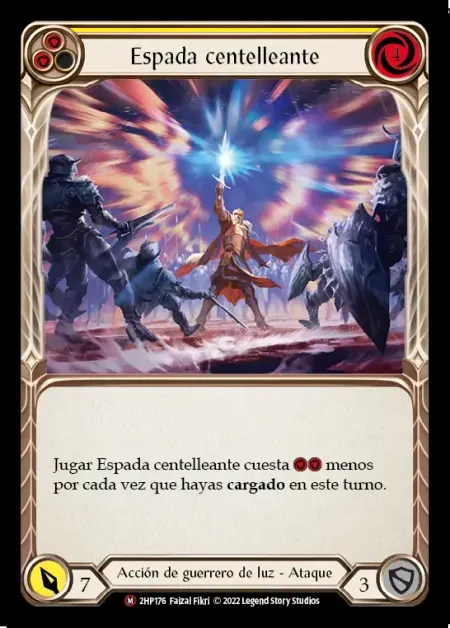 Espada centelleante
4
Jugar Espada centelleante cuesta menos
por cada vez que hayas cargado en este turno.
7
Acción de guerrero de luz - Ataque
3
M 2HP176 Faizal Fikri © 2022 Legend Story Studios